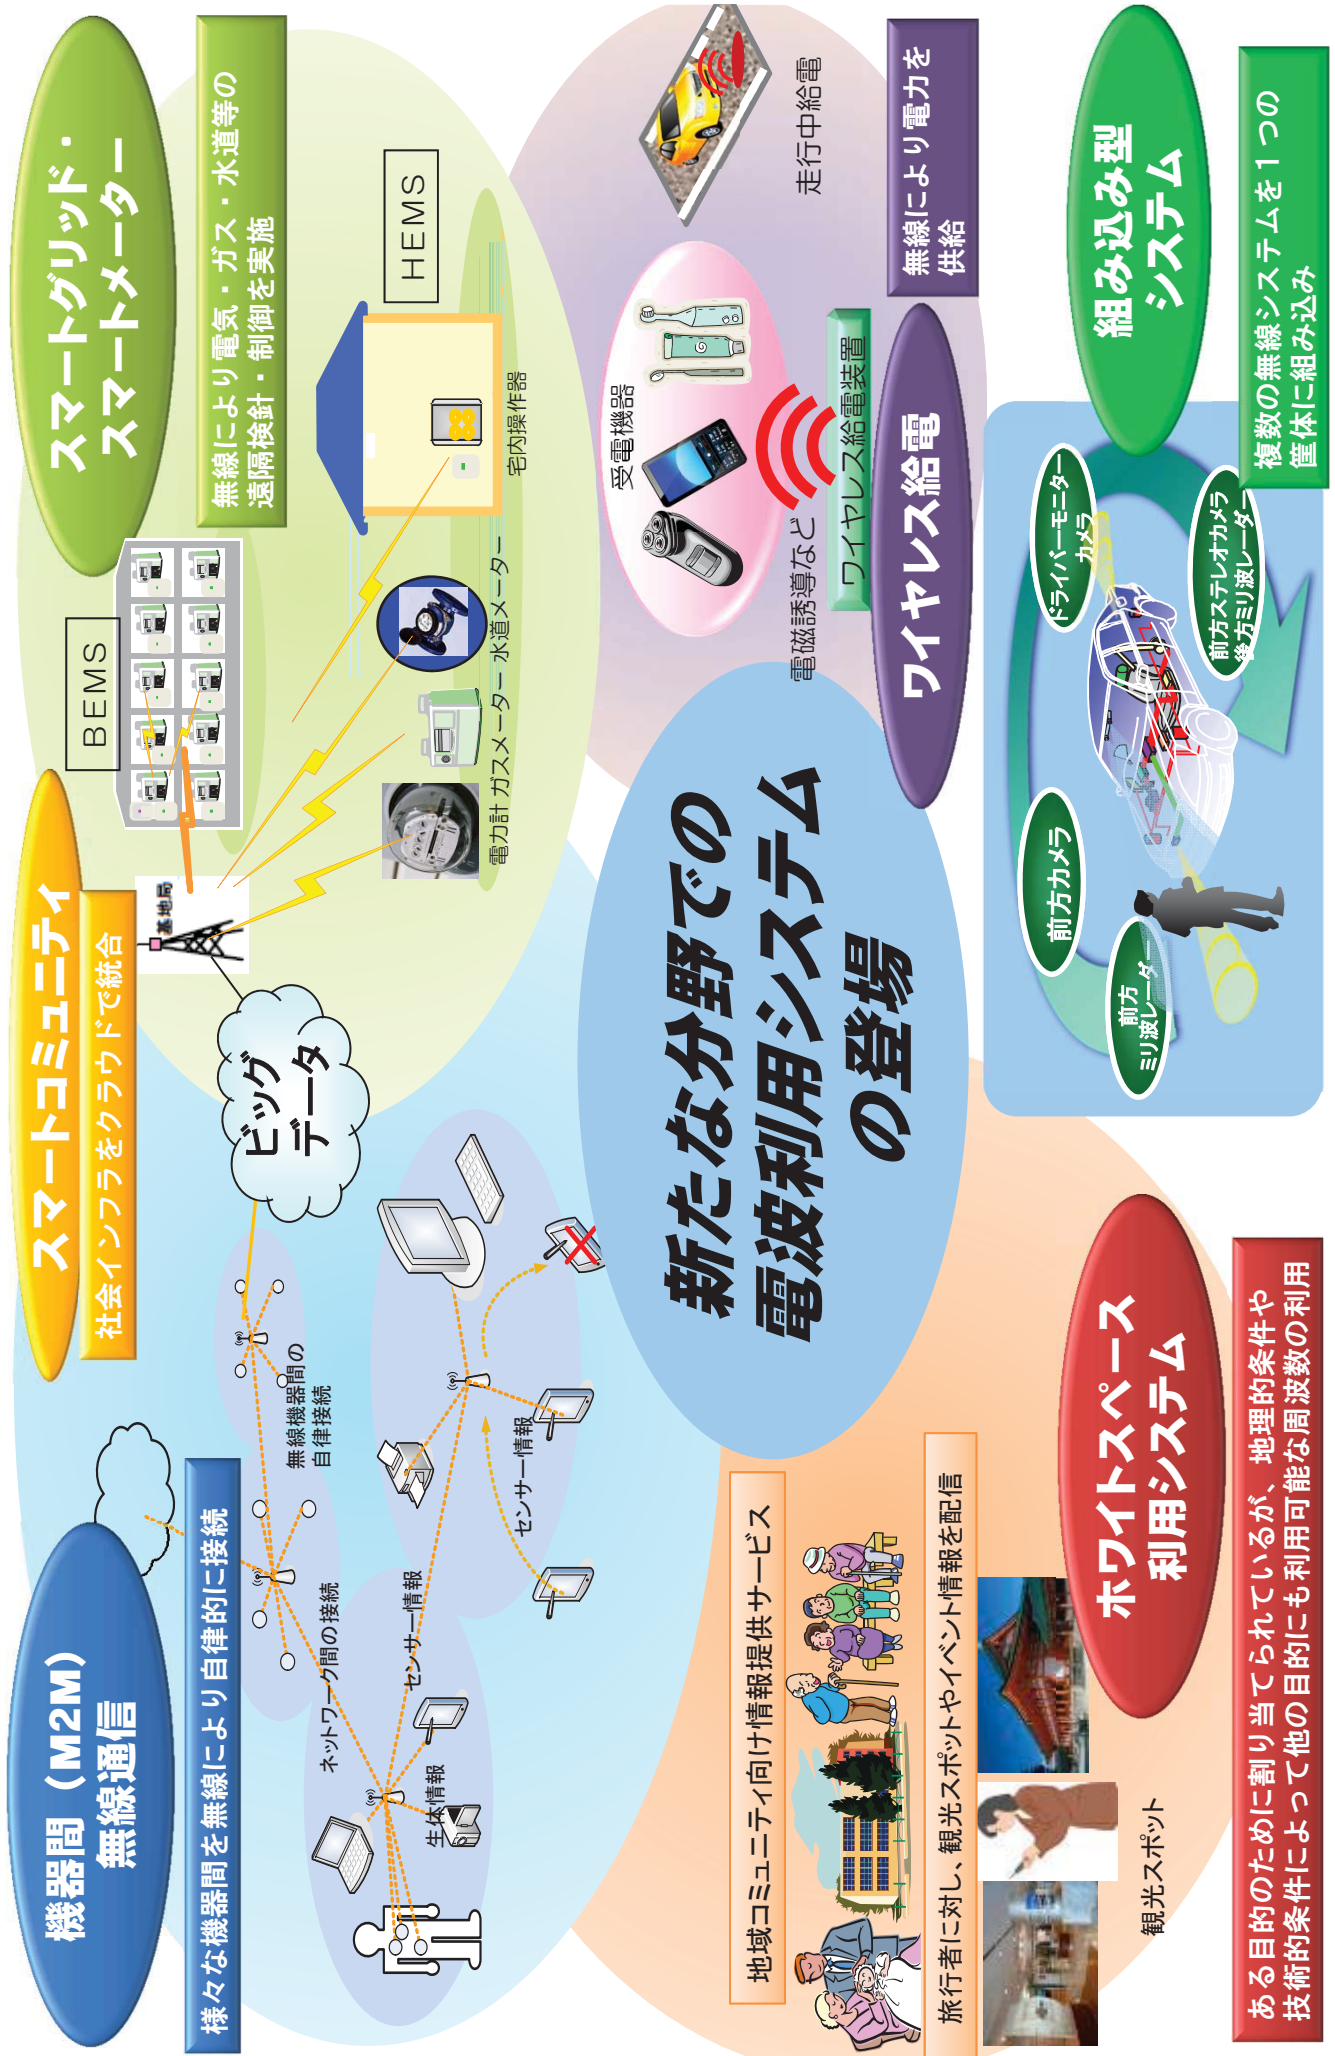 機器間（M2M）
無線通信
様々な機器間を無線により自律的に接続
スマートコミュニティ
社会インフラをクラウドで統合
スマートグリッド・
スマートメーター
無線により電気・ガス・水道等の
遠隔検針・制御を実施
BEMS
HEMS
基地局
ビッグ
データ
無線機器間の
自律接続
ネットワーク間の接続
センサー情報
センサー情報
生体情報
電力計
ガスメーター
水道メーター
宅内操作器
新たな分野での
電波利用システム
の登場
受電機器
電磁誘導など
ワイヤレス給電装置
走行中給電
ワイヤレス給電
無線により電力を
供給
地域コミュニティ向け情報提供サービス
旅行者に対し、観光スポットやイベント情報を配信
観光スポット
ホワイトスペース
利用システム
ある目的のために割り当てられているが、地理的条件や
技術的条件によって他の目的にも利用可能な周波数の利用
前方カメラ
前方
ミリ波レーダー
ドライバーモニター
カメラ
前方ステレオカメラ
後方ミリ波レーダー
組み込み型
システム
複数の無線システムを１つの
筐体に組み込み